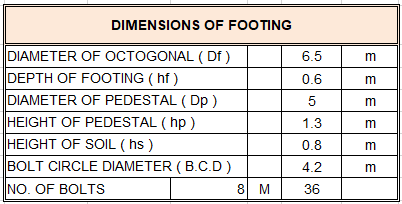 DIMENSIONS OF FOOTING
DIAMETER OF OCTOGONAL ( Df ) 6.5 m
DEPTH OF FOOTING ( hf ) 0.6 m
DIAMETER OF PEDESTAL ( Dp ) 5 m
HEIGHT OF PEDESTAL ( hp ) 1.3 m
HEIGHT OF SOIL ( hs ) 0.8 m
BOLT CIRCLE DIAMETER ( B.C.D ) 4.2 m
NO. OF BOLTS 8 M 36